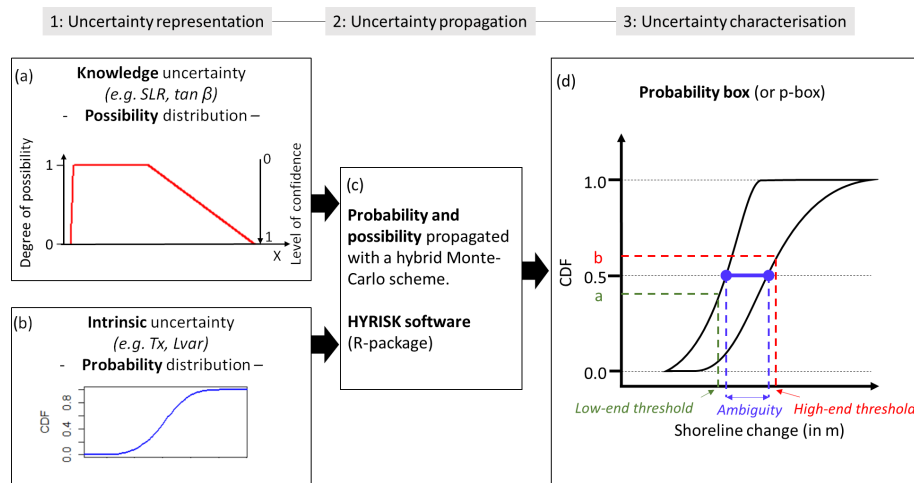 1: Uncertainty representation
2: Uncertainty propagation
3: Uncertainty characterisation
(a)
Knowledge uncertainty
(e.g. SLR, tan β)
- Possibility distribution –
Degree of possibility
1
0
0
1
X
Level of confidence
(b)
Intrinsic uncertainty
(e.g. Tx, Lvar)
- Probability distribution –
CDF
0.0 0.4 0.8
(c)
Probability and
possibility propagated
with a hybrid Monte-
Carlo scheme.
HYRISK software
(R-package)
(d)
Probability box (or p-box)
1.0
b
0.5
a
0.0
CDF
Low-end threshold
Ambiguity
High-end threshold
Shoreline change (in m)